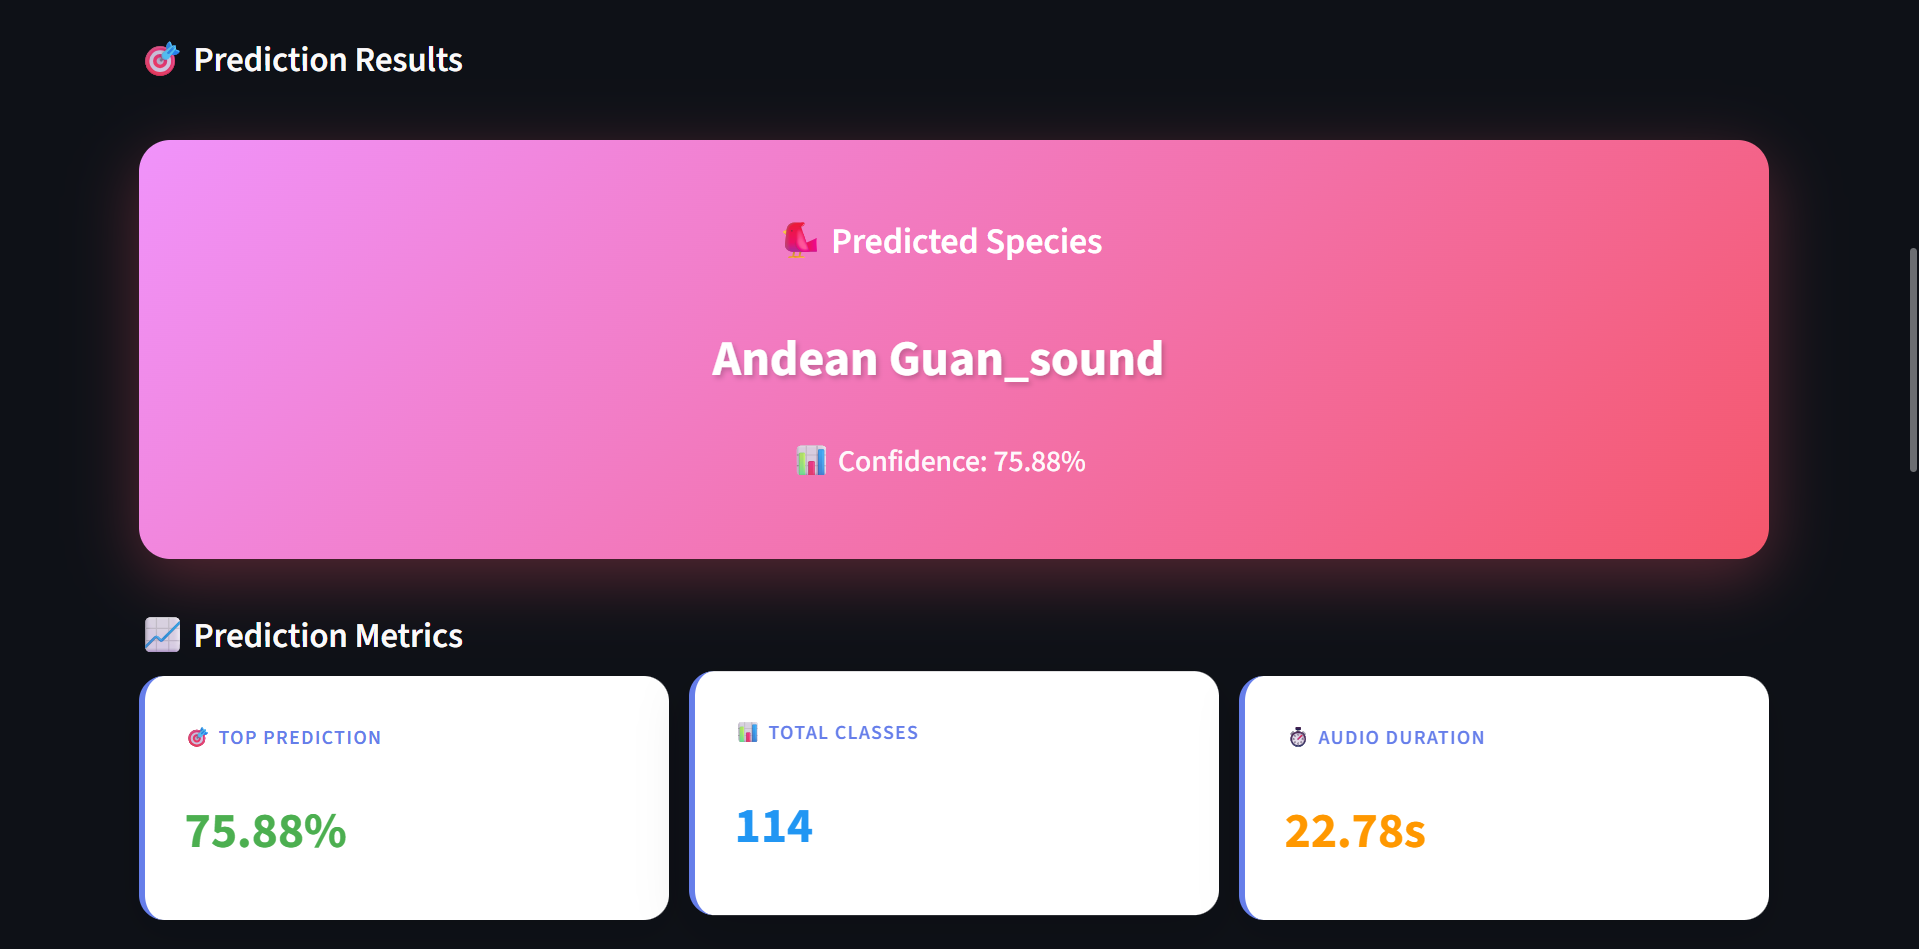 Prediction Results
Predicted Species
Andean Guan_sound
Confidence: 75.88%
Prediction Metrics
TOP PREDICTION
75.88%
TOTAL CLASSES
114
AUDIO DURATION
22.78s